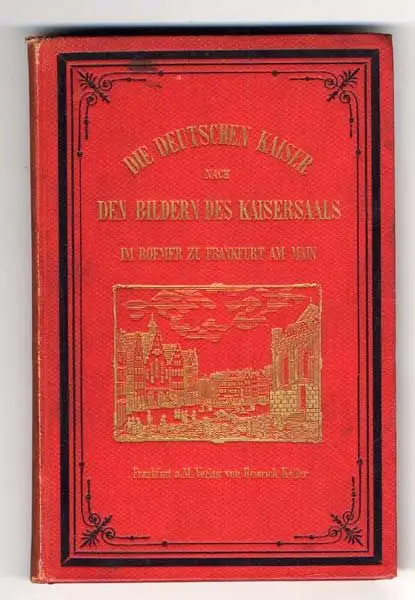 DIE DEUTSCHEN KAISER
NACH
DEN BILDERN DES KAISERSAALS
IM ROEMER ZU FRANKFURT AM MAIN
Frankfurt a. M. Verlag von Heinrich Keller